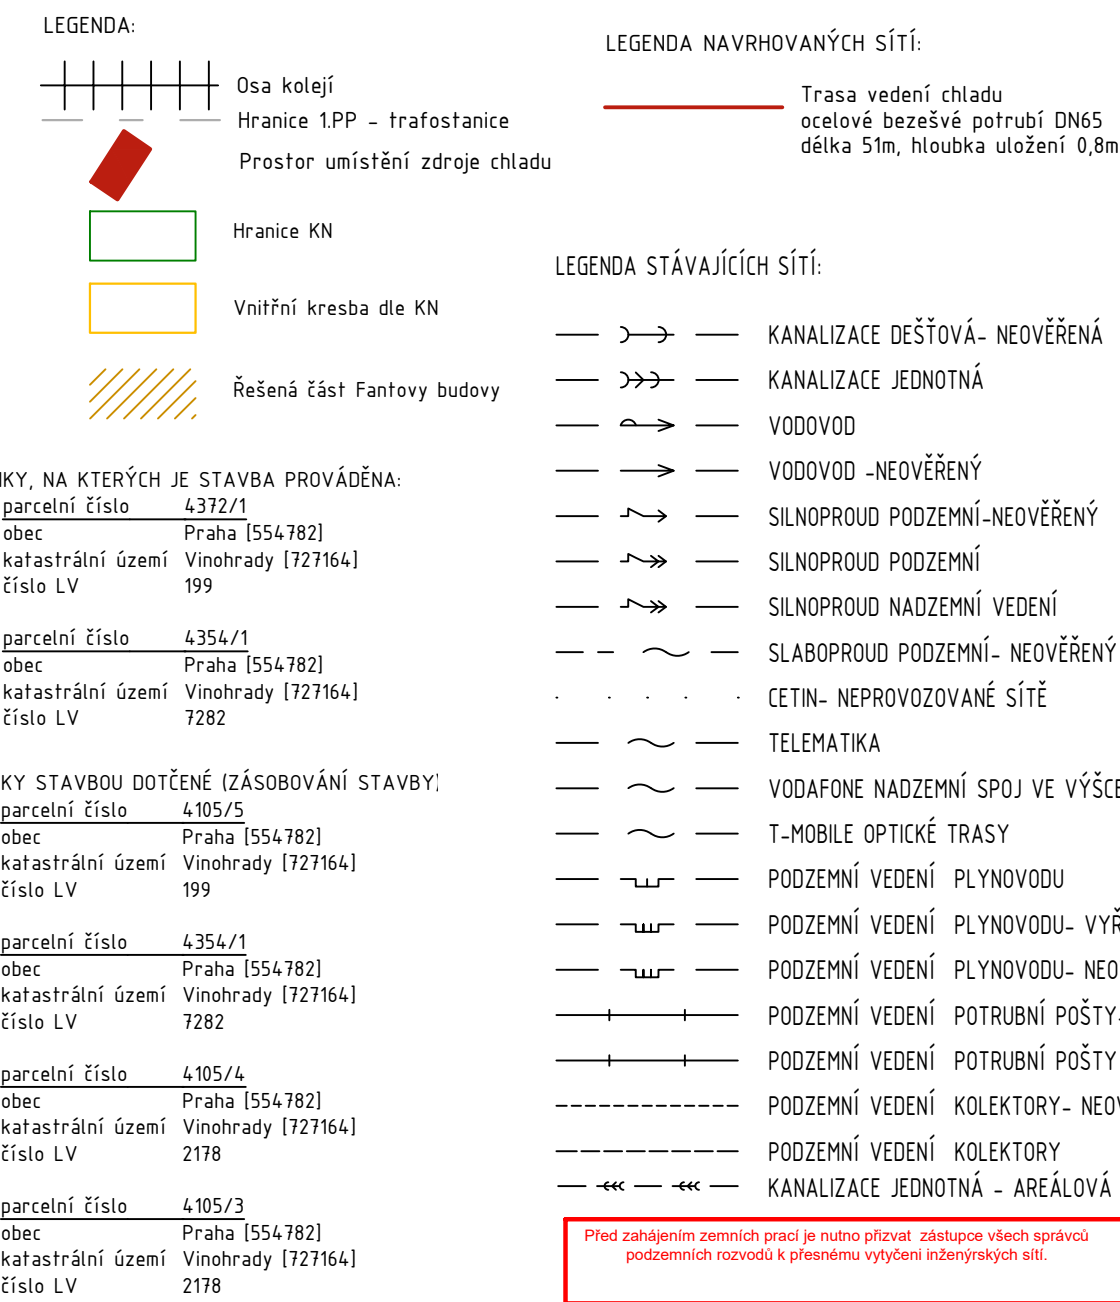 LEGENDA:
Osa kolejí
Hranice 1.PP - trafostanice
Prostor umístění zdroje chladu
Hranice KN
Vnitřní kresba dle KN
Řešená část Fantovy budovy
KY, NA KTERÝCH JE STAVBA PROVÁDĚNA:
parcelní číslo 4372/1
obec Praha [554782]
katastrální území Vinohrady [727164]
číslo LV 199
parcelní číslo 4354/1
obec Praha [554782]
katastrální území Vinohrady [727164]
číslo LV 7282
KY STAVBOU DOTČENÉ (ZÁSOBOVÁNÍ STAVBY)
parcelní číslo 4105/5
obec Praha [554782]
katastrální území Vinohrady [727164]
číslo LV 199
parcelní číslo 4354/1
obec Praha [554782]
katastrální území Vinohrady [727164]
číslo LV 7282
parcelní číslo 4105/4
obec Praha [554782]
katastrální území Vinohrady [727164]
číslo LV 2178
parcelní číslo 4105/3
obec Praha [554782]
katastrální území Vinohrady [727164]
číslo LV 2178
LEGENDA NAVRHOVANÝCH SÍTÍ:
Trasa vedení chladu
ocelové bezešvé potrubí DN65
délka 51m, hloubka uložení 0,8m
LEGENDA STÁVAJÍCÍCH SÍTÍ:
KANALIZACE DEŠŤOVÁ- NEOVĚŘENÁ
KANALIZACE JEDNOTNÁ
VODOVOD
VODOVOD -NEOVĚŘENÝ
SILNOPROUD PODZEMNÍ-NEOVĚŘENÝ
SILNOPROUD PODZEMNÍ
SILNOPROUD NADZEMNÍ VEDENÍ
SLABOPROUD PODZEMNÍ- NEOVĚŘENÝ
CETIN- NEPROVOZOVANÉ SÍTĚ
TELEMATIKA
VODAFONE NADZEMNÍ SPOJ VE VÝŠCE
T-MOBILE OPTICKÉ TRASY
PODZEMNÍ VEDENÍ PLYNOVODU
PODZEMNÍ VEDENÍ PLYNOVODU- VYŘ
PODZEMNÍ VEDENÍ PLYNOVODU- NEO
PODZEMNÍ VEDENÍ POTRUBNÍ POŠTY-
PODZEMNÍ VEDENÍ POTRUBNÍ POŠTY
PODZEMNÍ VEDENÍ KOLEKTORY- NEOV
PODZEMNÍ VEDENÍ KOLEKTORY
KANALIZACE JEDNOTNÁ - AREÁLOVÁ
Před zahájením zemních prací je nutno přizvat zástupce všech správců
podzemních rozvodů k přesnému vytyčeni inženýrských sítí.